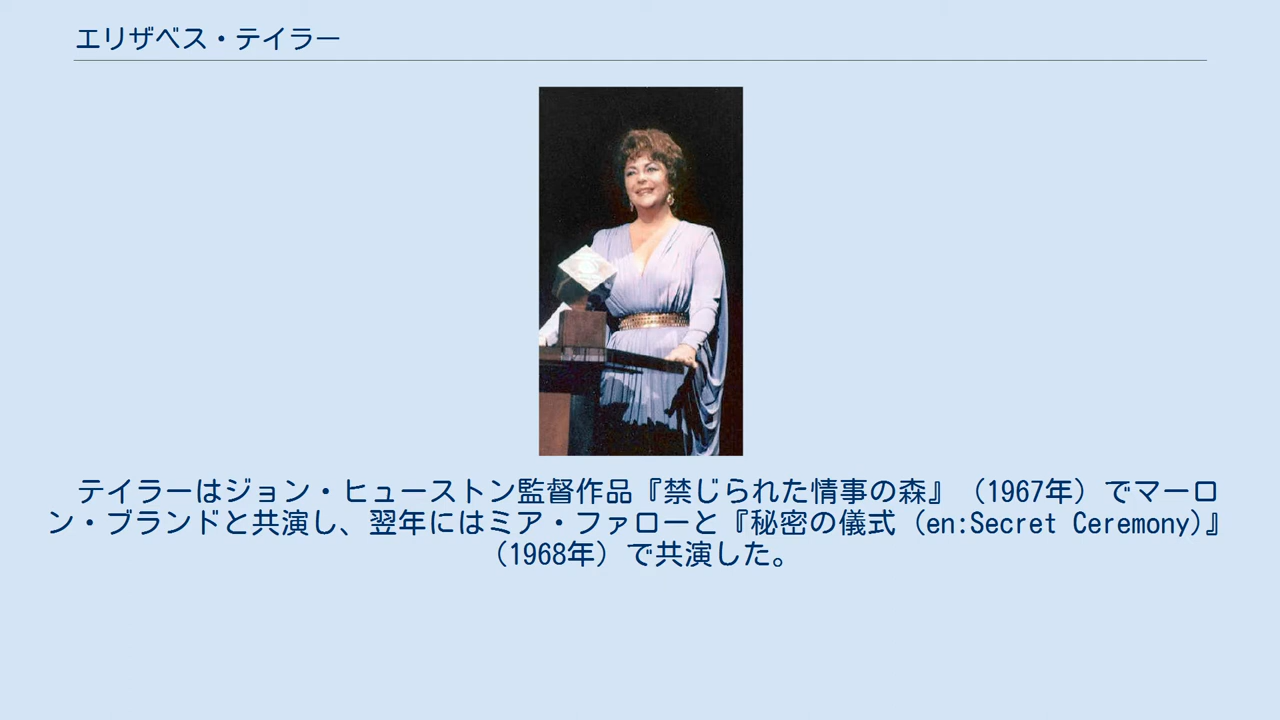 エリザベス・テイラー
テイラーはジョン・ヒューストン監督作品『禁じられた情事の森』（1967年）でマーロ
ン・ブランドと共演し、翌年にはミア・ファローと『秘密の儀式（en:Secret Ceremony）』
（1968年）で共演した。